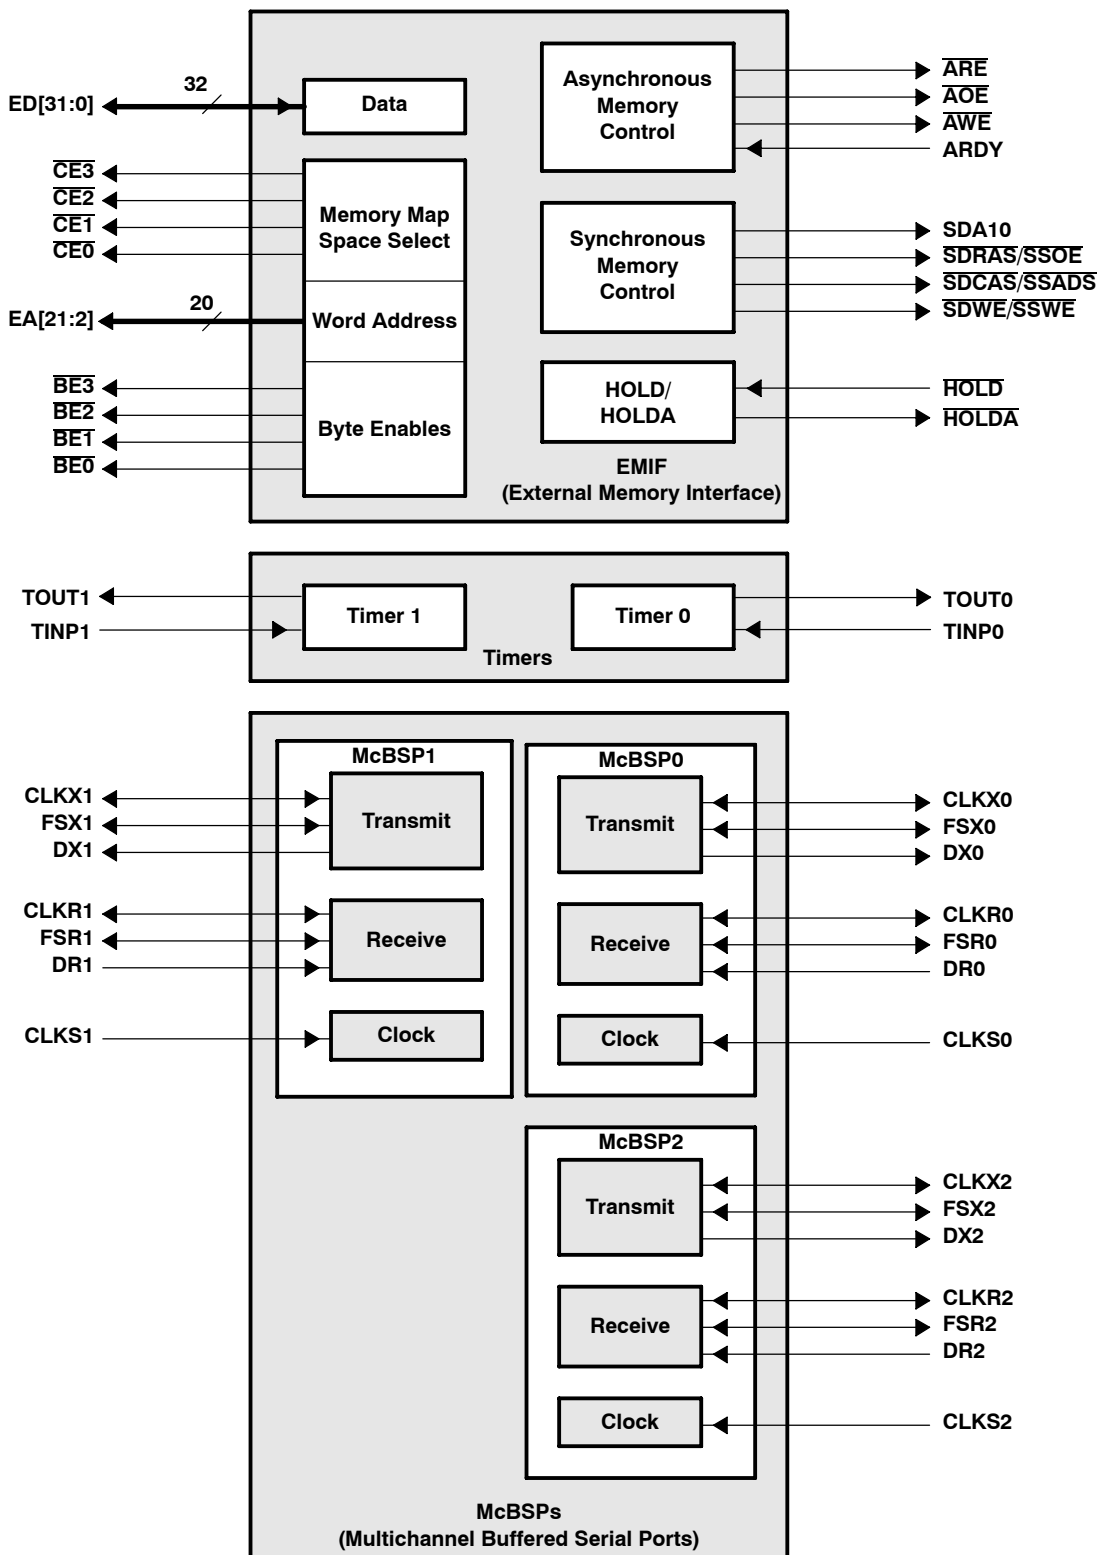 32
ED[31:0]
Data
CE3
CE2
CE1
CE0
Memory Map
Space Select
20
EA[21:2]
Word Address
BE3
BE2
BE1
BE0
Byte Enables
Asynchronous
Memory
Control
ARE
AOE
AWE
ARDY
Synchronous
Memory
Control
SDA10
SDRAS/SSOE
SDCAS/SSADS
SDWE/SSWE
HOLD/
HOLDA
HOLD
HOLDA
EMIF
(External Memory Interface)
TOUT1
TINP1
Timer 1
Timer 0
TOUT0
TINP0
Timers
McBSP1
CLKX1
FSX1
DX1
Transmit
CLKR1
FSR1
DR1
Receive
CLKS1
Clock
McBSP0
Transmit
CLKX0
FSX0
DX0
Receive
CLKR0
FSR0
DR0
Clock
CLKS0
McBSP2
Transmit
CLKX2
FSX2
DX2
Receive
CLKR2
FSR2
DR2
Clock
CLKS2
McBSPs
(Multichannel Buffered Serial Ports)